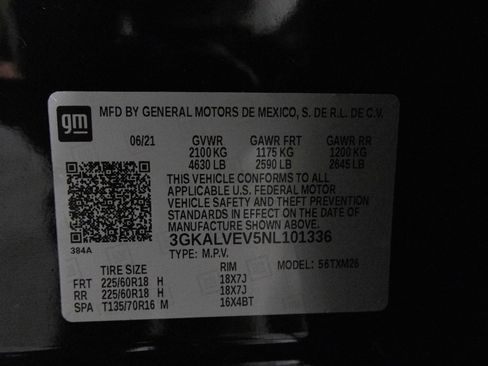 gm MFD BY GENERAL MOTORS DE MEXICO, S. DE R.L. DE C.V.
06/21 GVWR GAWR FRT GAWR RR
2100 KG 1175 KG 1200 KG
4630 LB 2590 LB 2645 LB
THIS VEHICLE CONFORMS TO ALL
APPLICABLE U.S. FEDERAL MOTOR
VEHICLE SAFETY AND THEFT PREVENTION
STANDARDS IN EFFECT ON THE DATE OF
MANUFACTURE SHOWN ABOVE.
3GKALVEV5NL101336
384A TYPE: M.P.V. MODEL: 56TXM26
TIRE SIZE RIM
FRT 225/60R18 H 18X7J
RR 225/60R18 H 18X7J
SPA T135/70R16 M 16X4BT